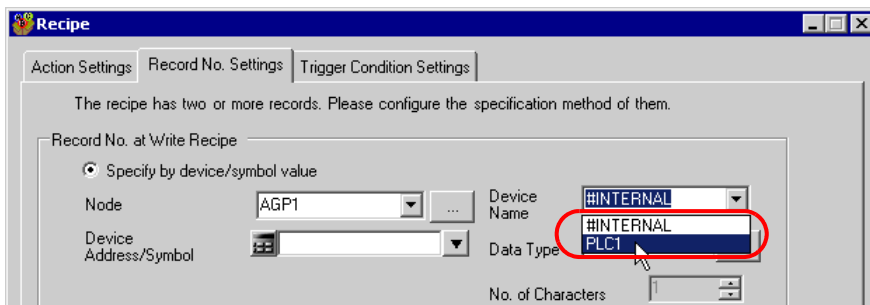 Recipe
Action Settings Record No. Settings Trigger Condition Settings
The recipe has two or more records. Please configure the specification method of them.
Record No. at Write Recipe
Specify by device/symbol value
Node AGP1 ... Device Name #INTERNAL
#INTERNAL
Device Address/Symbol Data Type PLC1
No. of Characters 1